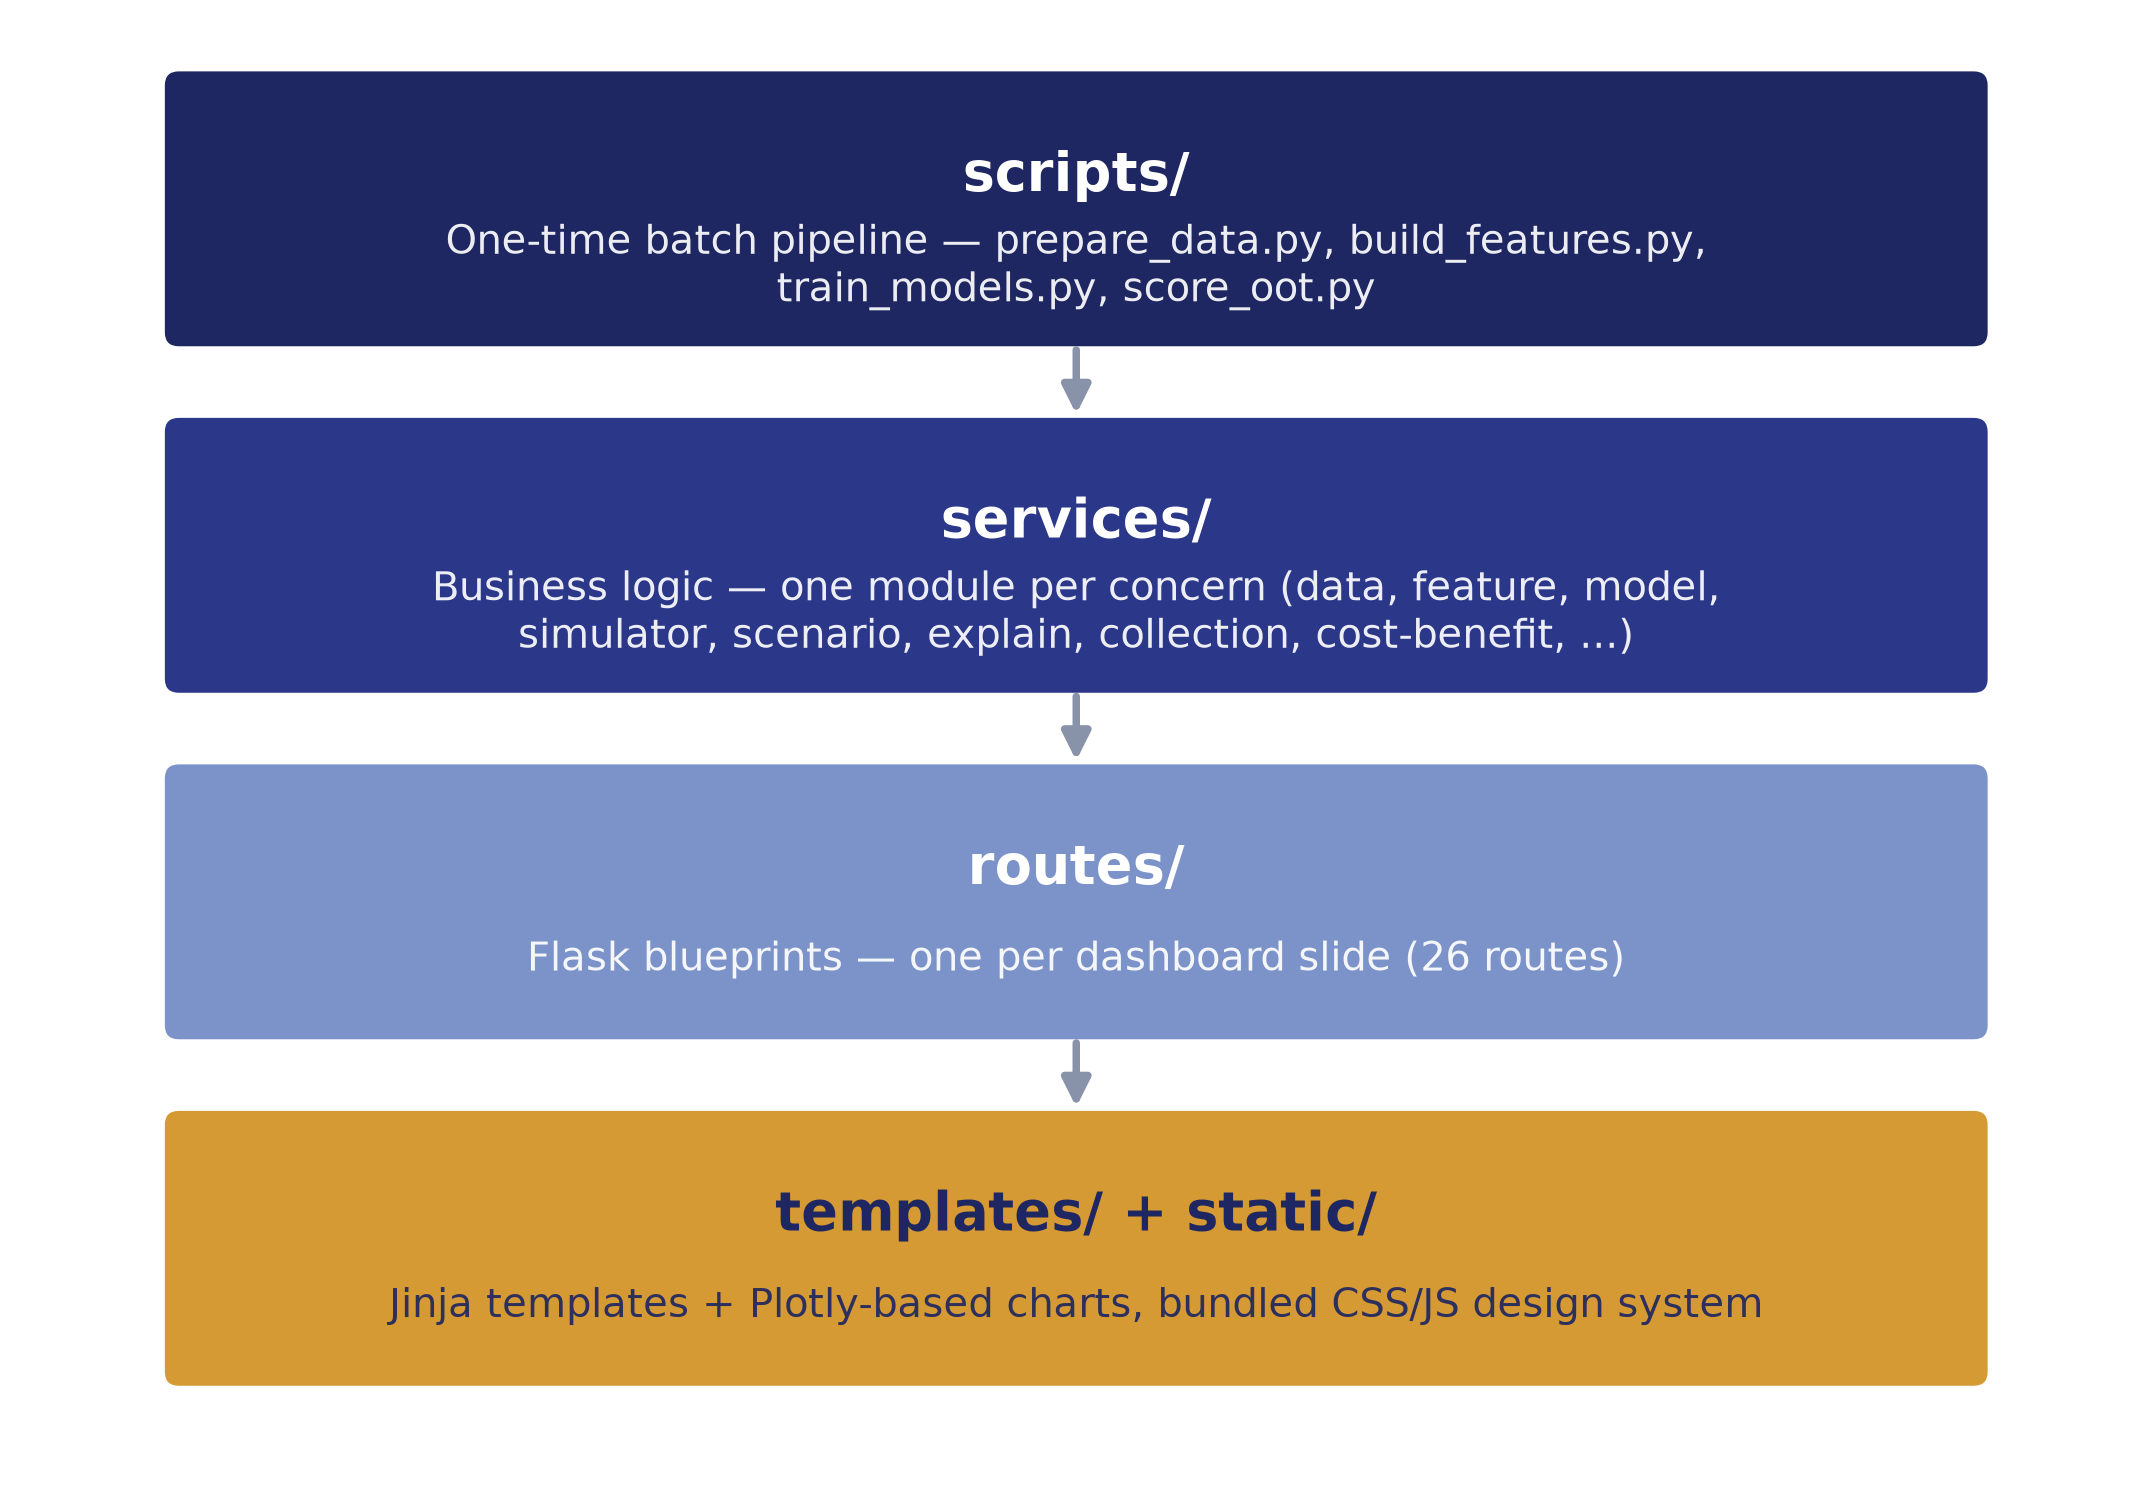 scripts/
One-time batch pipeline — prepare_data.py, build_features.py,
train_models.py, score_oot.py
services/
Business logic — one module per concern (data, feature, model,
simulator, scenario, explain, collection, cost-benefit, ...)
routes/
Flask blueprints — one per dashboard slide (26 routes)
templates/ + static/
Jinja templates + Plotly-based charts, bundled CSS/JS design system